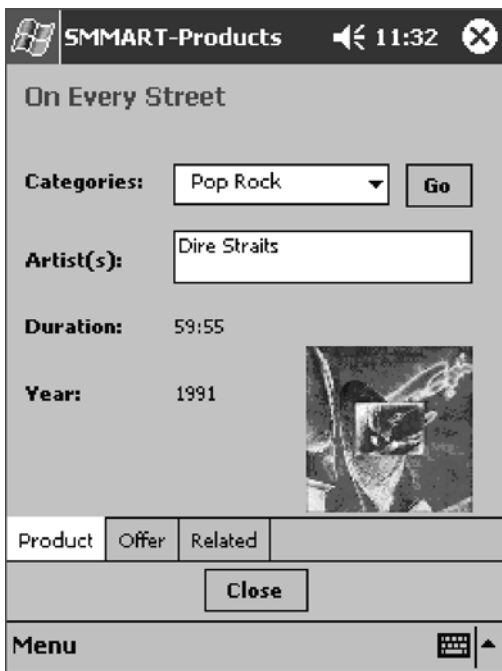 SMMART-Products 11:32
On Every Street
Categories: Pop Rock Go
Artist(s): Dire Straits
Duration: 59:55
Year: 1991
Product Offer Related
Close
Menu